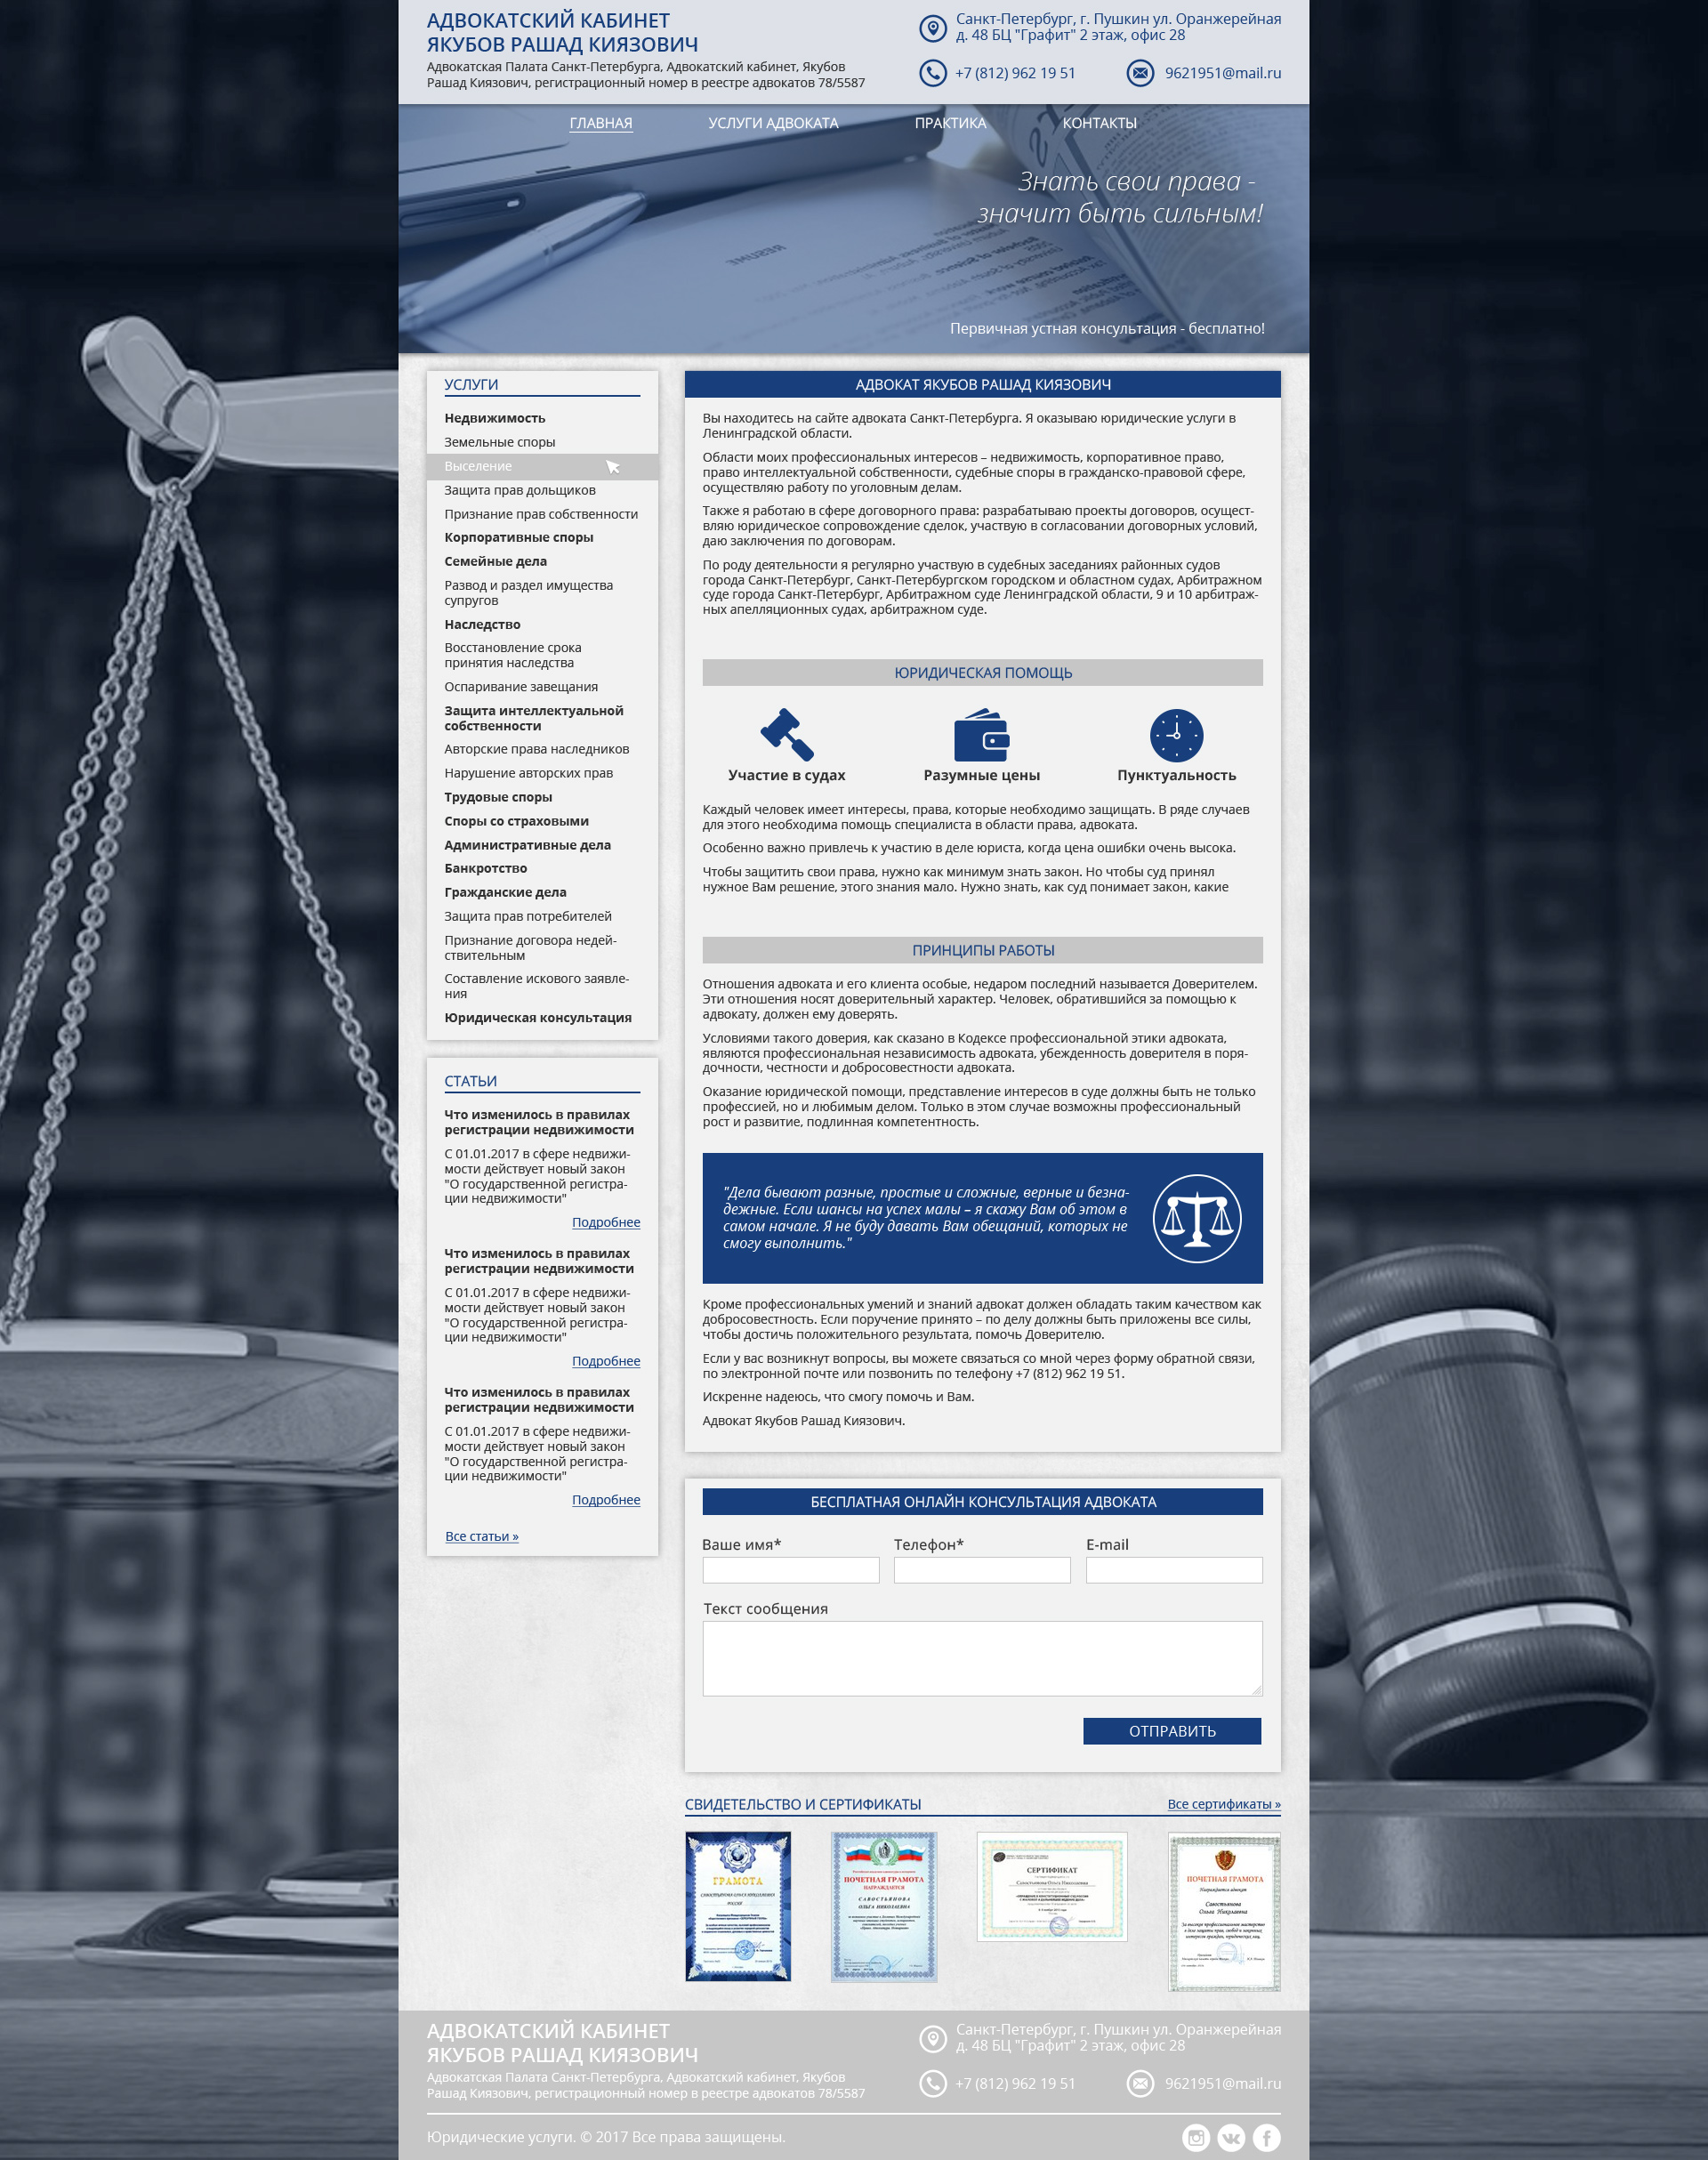 АДВОКАТСКИЙ КАБИНЕТ
ЯКУБОВ РАШАД КИЯЗОВИЧ
Адвокатская Палата Санкт-Петербурга, Адвокатский кабинет, Якубов
Рашад Киязович, регистрационный номер в реестре адвокатов 78/5587
Санкт-Петербург, г. Пушкин ул. Оранжерейная
д. 48 БЦ "Графит" 2 этаж, офис 28
+7 (812) 962 19 51
9621951@mail.ru
ГЛАВНАЯ
УСЛУГИ АДВОКАТА
ПРАКТИКА
КОНТАКТЫ
Знать свои права -
значит быть сильным!
RESUME
Первичная устная консультация - бесплатно!
УСЛУГИ
Недвижимость
Земельные споры
Выселение
Защита прав дольщиков
Признание прав собственности
Корпоративные споры
Семейные дела
Развод и раздел имущества
супругов
Наследство
Восстановление срока
принятия наследства
Оспаривание завещания
Защита интеллектуальной
собственности
Авторские права наследников
Нарушение авторских прав
Трудовые споры
Споры со страховыми
Административные дела
Банкротство
Гражданские дела
Защита прав потребителей
Признание договора недей-
ствительным
Составление искового заявле-
ния
Юридическая консультация
СТАТЬИ
Что изменилось в правилах
регистрации недвижимости
С 01.01.2017 в сфере недвижи-
мости действует новый закон
"О государственной регистра-
ции недвижимости"
Подробнее
Что изменилось в правилах
регистрации недвижимости
С 01.01.2017 в сфере недвижи-
мости действует новый закон
"О государственной регистра-
ции недвижимости"
Подробнее
Что изменилось в правилах
регистрации недвижимости
С 01.01.2017 в сфере недвижи-
мости действует новый закон
"О государственной регистра-
ции недвижимости"
Подробнее
Все статьи »
АДВОКАТ ЯКУБОВ РАШАД КИЯЗОВИЧ
Вы находитесь на сайте адвоката Санкт-Петербурга. Я оказываю юридические услуги в
Ленинградской области.
Области моих профессиональных интересов – недвижимость, корпоративное право,
право интеллектуальной собственности, судебные споры в гражданско-правовой сфере,
осуществляю работу по уголовным делам.
Также я работаю в сфере договорного права: разрабатываю проекты договоров, осущест-
вляю юридическое сопровождение сделок, участвую в согласовании договорных условий,
даю заключения по договорам.
По роду деятельности я регулярно участвую в судебных заседаниях районных судов
города Санкт-Петербург, Санкт-Петербургском городском и областном судах, Арбитражном
суде города Санкт-Петербург, Арбитражном суде Ленинградской области, 9 и 10 арбитраж-
ных апелляционных судах, арбитражном суде.
ЮРИДИЧЕСКАЯ ПОМОЩЬ
Участие в судах
Разумные цены
Пунктуальность
Каждый человек имеет интересы, права, которые необходимо защищать. В ряде случаев
для этого необходима помощь специалиста в области права, адвоката.
Особенно важно привлечь к участию в деле юриста, когда цена ошибки очень высока.
Чтобы защитить свои права, нужно как минимум знать закон. Но чтобы суд принял
нужное Вам решение, этого знания мало. Нужно знать, как суд понимает закон, какие
ПРИНЦИПЫ РАБОТЫ
Отношения адвоката и его клиента особые, недаром последний называется Доверителем.
Эти отношения носят доверительный характер. Человек, обратившийся за помощью к
адвокату, должен ему доверять.
Условиями такого доверия, как сказано в Кодексе профессиональной этики адвоката,
являются профессиональная независимость адвоката, убежденность доверителя в поря-
дочности, честности и добросовестности адвоката.
Оказание юридической помощи, представление интересов в суде должны быть не только
профессией, но и любимым делом. Только в этом случае возможны профессиональный
рост и развитие, подлинная компетентность.
"Дела бывают разные, простые и сложные, верные и безна-
дежные. Если шансы на успех малы – я скажу Вам об этом в
самом начале. Я не буду давать Вам обещаний, которых не
смогу выполнить."
Кроме профессиональных умений и знаний адвокат должен обладать таким качеством как
добросовестность. Если поручение принято – по делу должны быть приложены все силы,
чтобы достичь положительного результата, помочь Доверителю.
Если у вас возникнут вопросы, вы можете связаться со мной через форму обратной связи,
по электронной почте или позвонить по телефону +7 (812) 962 19 51.
Искренне надеюсь, что смогу помочь и Вам.
Адвокат Якубов Рашад Киязович.
БЕСПЛАТНАЯ ОНЛАЙН КОНСУЛЬТАЦИЯ АДВОКАТА
Ваше имя*
Телефон*
E-mail
Текст сообщения
ОТПРАВИТЬ
СВИДЕТЕЛЬСТВО И СЕРТИФИКАТЫ
Все сертификаты »
ГРАМОТА
ПОЧЕТНАЯ ГРАМОТА
НАГРАЖДАЕТСЯ
САВОСТЬЯНОВА
ОЛЬГА НИКОЛАЕВНА
СЕРТИФИКАТ
Савостьянова Ольга Николаевна
ПОЧЕТНАЯ ГРАМОТА
Награждается адвокат
Савостьянова
Ольга Николаевна
АДВОКАТСКИЙ КАБИНЕТ
ЯКУБОВ РАШАД КИЯЗОВИЧ
Адвокатская Палата Санкт-Петербурга, Адвокатский кабинет, Якубов
Рашад Киязович, регистрационный номер в реестре адвокатов 78/5587
Санкт-Петербург, г. Пушкин ул. Оранжерейная
д. 48 БЦ "Графит" 2 этаж, офис 28
+7 (812) 962 19 51
9621951@mail.ru
Юридические услуги. © 2017 Все права защищены.